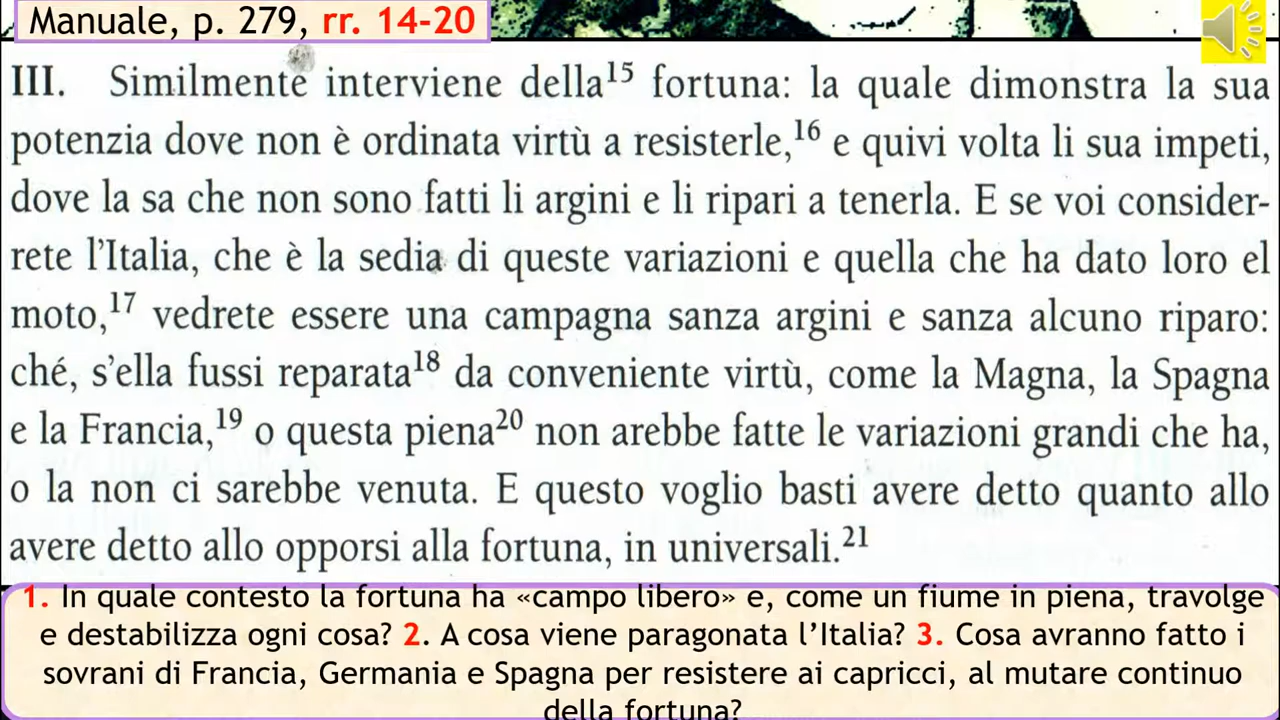 Manuale, p. 279, rr. 14-20
III. Similmente interviene della15 fortuna: la quale dimonstra la sua
potenzia dove non è ordinata virtù a resisterle,16 e quivi volta li sua impeti,
dove la sa che non sono fatti li argini e li ripari a tenerla. E se voi consider-
rete l'Italia, che è la sedia di queste variazioni e quella che ha dato loro el
moto,17 vedrete essere una campagna sanza argini e sanza alcuno riparo:
ché, s'ella fussi reparata18 da conveniente virtù, come la Magna, la Spagna
e la Francia,19 o questa piena20 non arebbe fatte le variazioni grandi che ha,
o la non ci sarebbe venuta. E questo voglio basti avere detto quanto allo
avere detto allo opporsi alla fortuna, in universali.21
1. In quale contesto la fortuna ha «campo libero» e, come un fiume in piena, travolge
e destabilizza ogni cosa? 2. A cosa viene paragonata l'Italia? 3. Cosa avranno fatto i
sovrani di Francia, Germania e Spagna per resistere ai capricci, al mutare continuo
della fortuna?